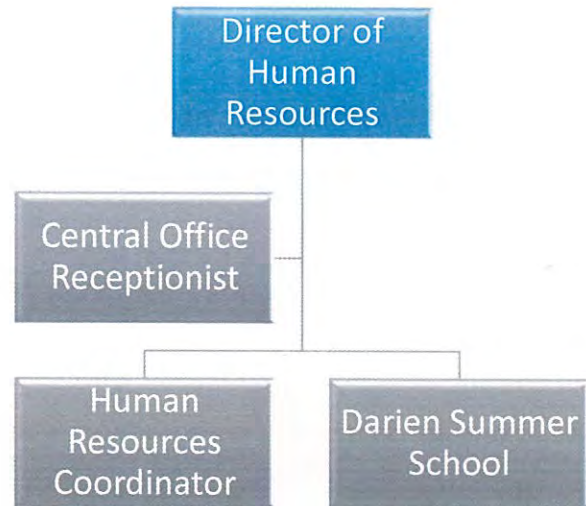 Director of
Human
Resources
Central Office
Receptionist
Human
Resources
Coordinator
Darien Summer
School